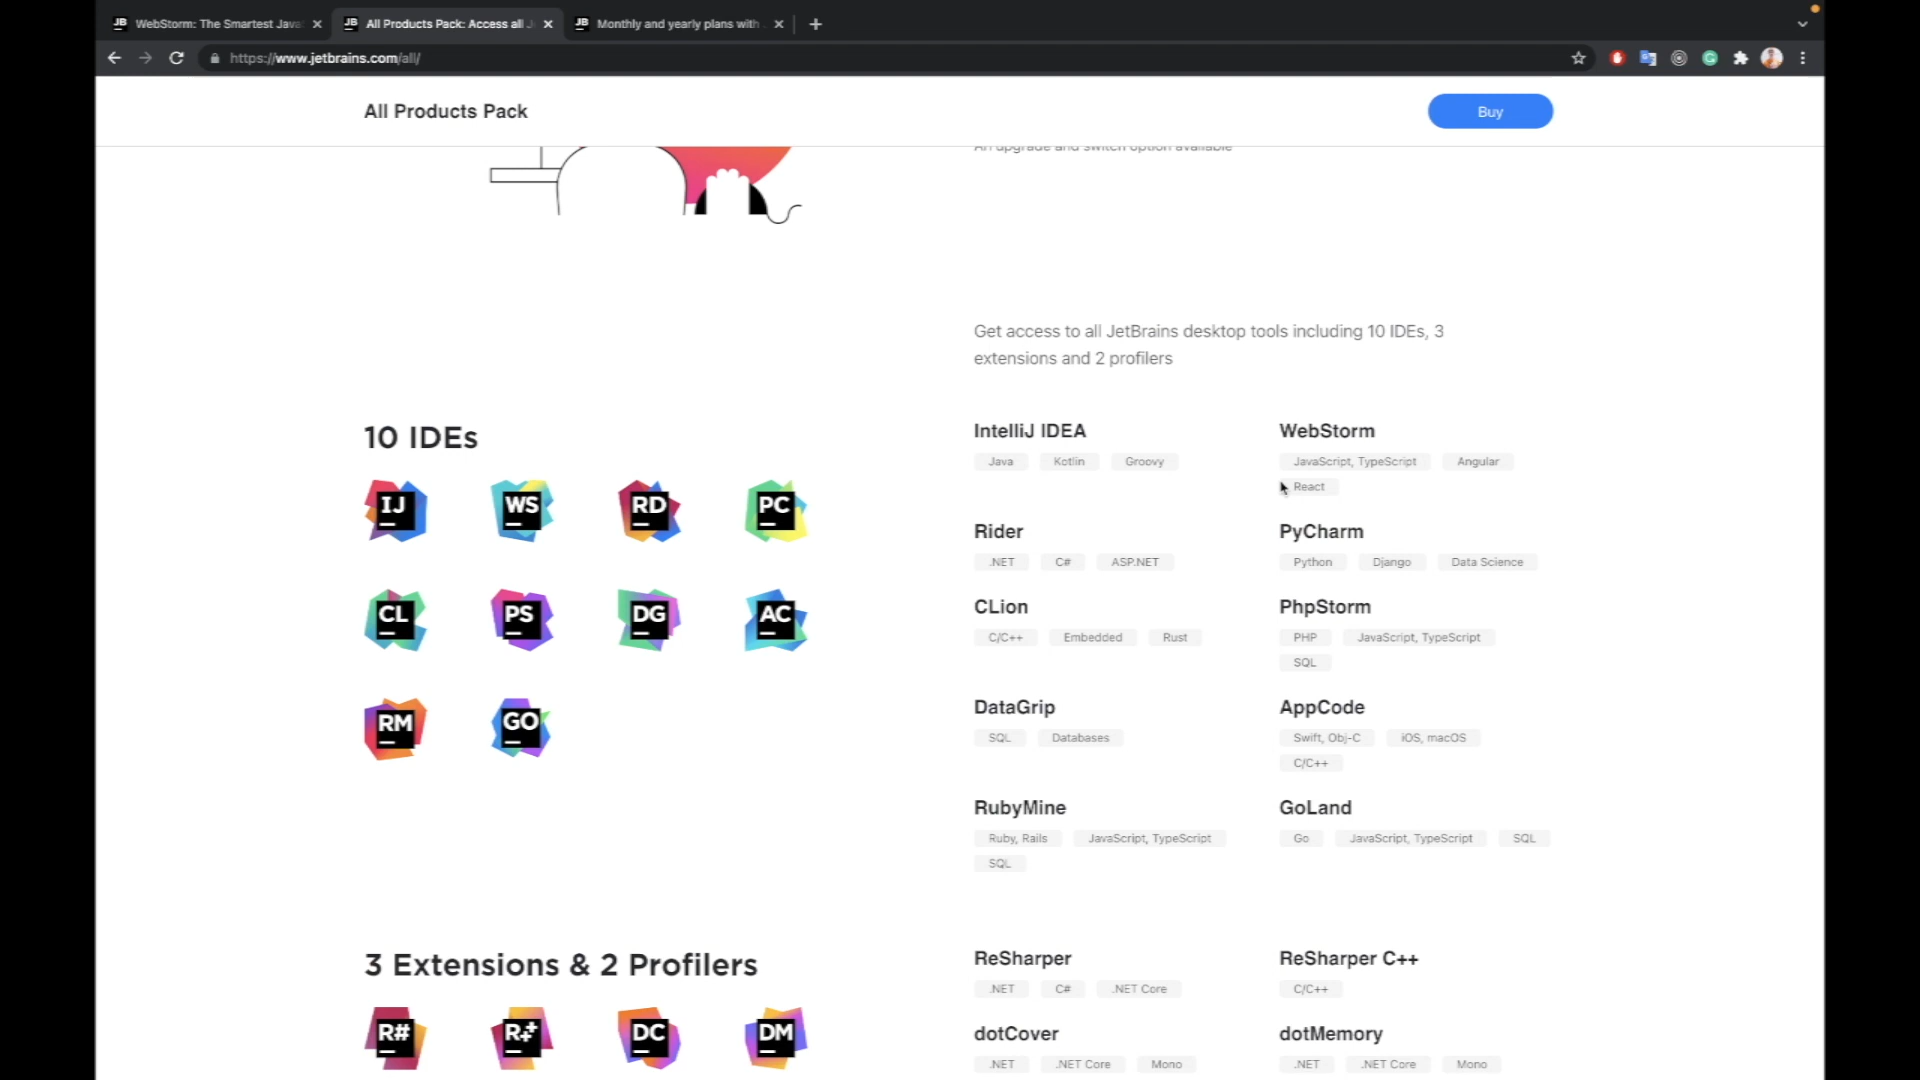 WebStorm: The Smartest Java
All Products Pack: Access all J
Monthly and yearly plans with
https://www.jetbrains.com/all/
All Products Pack
Buy
An upgrade and switch option available
Get access to all JetBrains desktop tools including 10 IDEs, 3
extensions and 2 profilers
10 IDEs
IJ WS RD PC
CL PS DG AC
RM GO
IntelliJ IDEA
Java Kotlin Groovy
WebStorm
JavaScript, TypeScript Angular
React
Rider
.NET C# ASP.NET
PyCharm
Python Django Data Science
CLion
C/C++ Embedded Rust
PhpStorm
PHP JavaScript, TypeScript
SQL
DataGrip
SQL Databases
AppCode
Swift, Obj-C iOS, macOS
C/C++
RubyMine
Ruby, Rails JavaScript, TypeScript
SQL
GoLand
Go JavaScript, TypeScript SQL
3 Extensions & 2 Profilers
R# R++ DC DM
ReSharper
.NET C# .NET Core
ReSharper C++
C/C++
dotCover
.NET .NET Core Mono
dotMemory
.NET .NET Core Mono